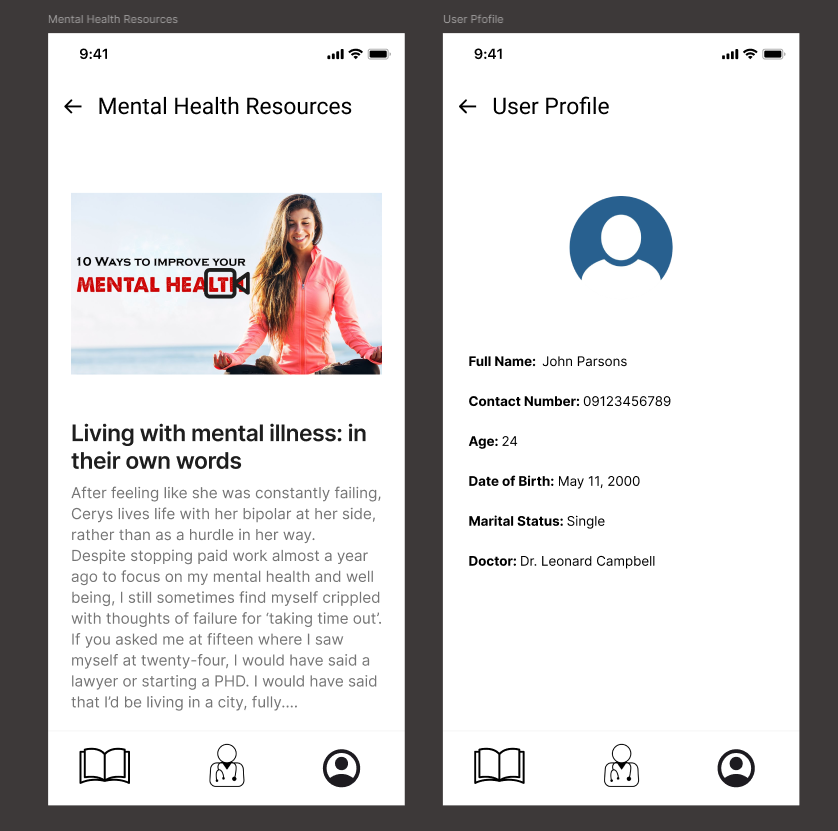 Mental Health Resources
9:41
Mental Health Resources
10 WAYS TO IMPROVE YOUR
MENTAL HEALTH
Living with mental illness: in
their own words
After feeling like she was constantly failing,
Cerys lives life with her bipolar at her side,
rather than as a hurdle in her way.
Despite stopping paid work almost a year
ago to focus on my mental health and well
being, I still sometimes find myself crippled
with thoughts of failure for ‘taking time out’.
If you asked me at fifteen where I saw
myself at twenty-four, I would have said a
lawyer or starting a PHD. I would have said
that I’d be living in a city, fully....
User Pfofile
9:41
User Profile
Full Name: John Parsons
Contact Number: 09123456789
Age: 24
Date of Birth: May 11, 2000
Marital Status: Single
Doctor: Dr. Leonard Campbell